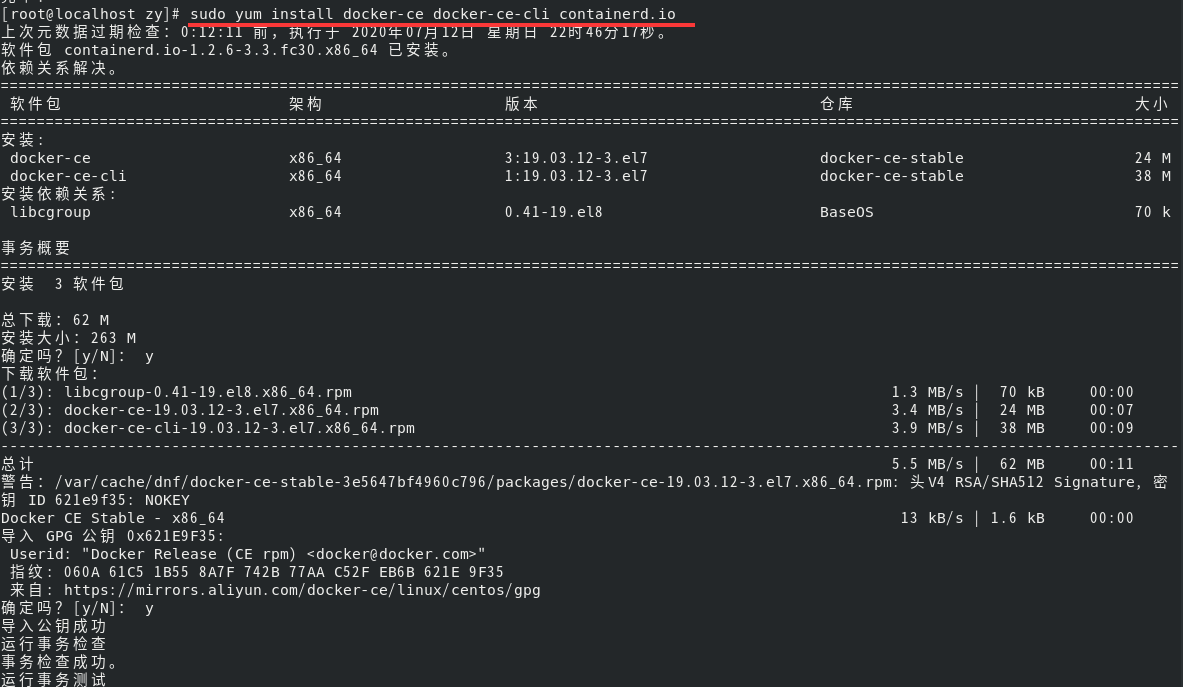 [root@localhost zy]# sudo yum install docker-ce docker-ce-cli containerd.io
上次元数据过期检查：0:12:11 前，执行于 2020年07月12日 星期日 22时46分17秒。
软件包 containerd.io-1.2.6-3.3.fc30.x86_64 已安装。
依赖关系解决。
================================================================================
软件包 架构 版本 仓库 大小
================================================================================
安装:
docker-ce x86_64 3:19.03.12-3.el7 docker-ce-stable 24 M
docker-ce-cli x86_64 1:19.03.12-3.el7 docker-ce-stable 38 M
安装依赖关系:
libcgroup x86_64 0.41-19.el8 BaseOS 70 k
事务概要
================================================================================
安装  3 软件包
总下载：62 M
安装大小：263 M
确定吗？[y/N]： y
下载软件包：
(1/3): libcgroup-0.41-19.el8.x86_64.rpm 1.3 MB/s | 70 kB 00:00
(2/3): docker-ce-19.03.12-3.el7.x86_64.rpm 3.4 MB/s | 24 MB 00:07
(3/3): docker-ce-cli-19.03.12-3.el7.x86_64.rpm 3.9 MB/s | 38 MB 00:09
--------------------------------------------------------------------------------
总计 5.5 MB/s | 62 MB 00:11
警告：/var/cache/dnf/docker-ce-stable-3e5647bf4960c796/packages/docker-ce-19.03.12-3.el7.x86_64.rpm: 头V4 RSA/SHA512 Signature, 密
钥 ID 621e9f35: NOKEY
Docker CE Stable - x86_64 13 kB/s | 1.6 kB 00:00
导入 GPG 公钥 0x621E9F35:
Userid: "Docker Release (CE rpm) <docker@docker.com>"
指纹: 060A 61C5 1B55 8A7F 742B 77AA C52F EB6B 621E 9F35
来自: https://mirrors.aliyun.com/docker-ce/linux/centos/gpg
确定吗？[y/N]： y
导入公钥成功
运行事务检查
事务检查成功。
运行事务测试